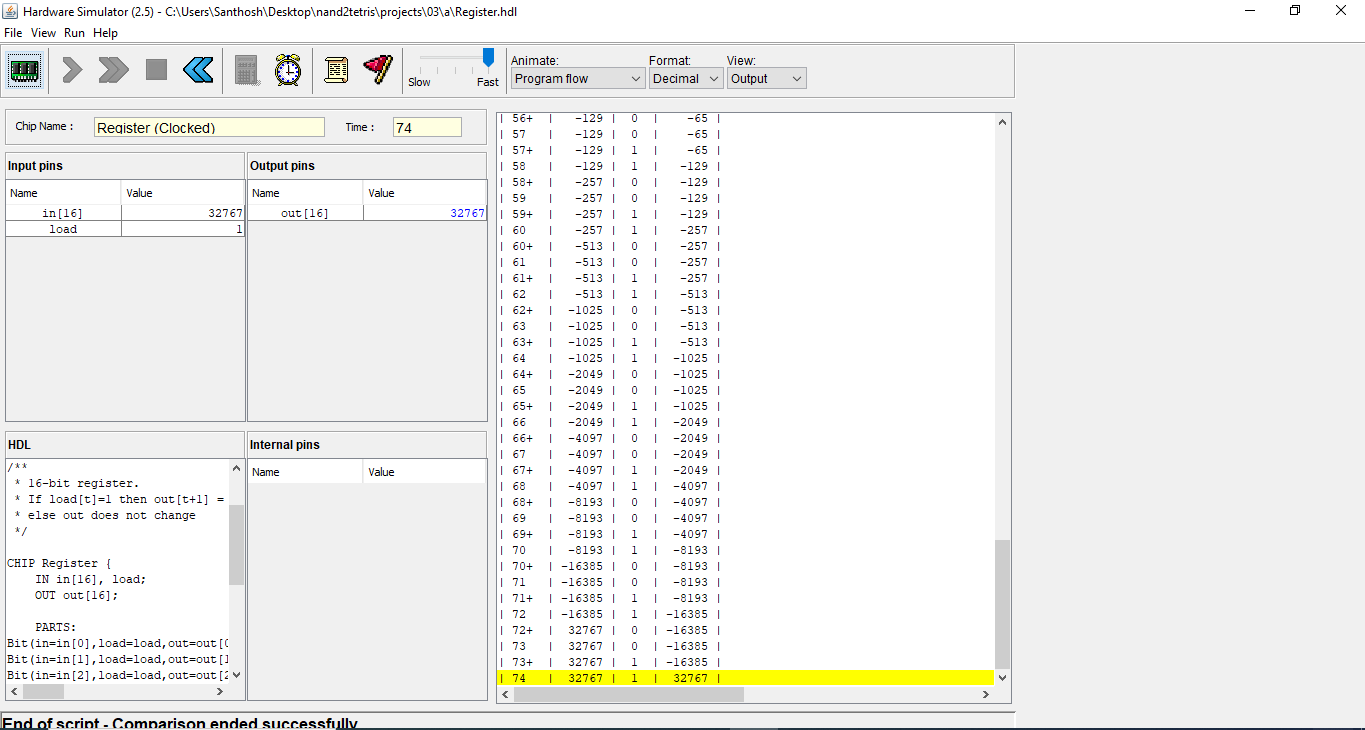 Hardware Simulator (2.5) - C:\Users\Santhosh\Desktop\nand2tetris\projects\03\a\Register.hdl
File View Run Help
Slow Fast
Animate: Format: View:
Program flow Decimal Output
Chip Name : Register (Clocked) Time : 74
Input pins
Name Value
in[16] 32767
load 1
Output pins
Name Value
out[16] 32767
HDL
/**
* 16-bit register.
* If load[t]=1 then out[t+1] =
* else out does not change
*/
CHIP Register {
IN in[16], load;
OUT out[16];
PARTS:
Bit(in=in[0],load=load,out=out[0
Bit(in=in[1],load=load,out=out[1
Bit(in=in[2],load=load,out=out[2
Internal pins
Name Value
| 56+ | -129 | 0 | -65 |
| 57 | -129 | 0 | -65 |
| 57+ | -129 | 1 | -65 |
| 58 | -129 | 1 | -129 |
| 58+ | -257 | 0 | -129 |
| 59 | -257 | 0 | -129 |
| 59+ | -257 | 1 | -129 |
| 60 | -257 | 1 | -257 |
| 60+ | -513 | 0 | -257 |
| 61 | -513 | 0 | -257 |
| 61+ | -513 | 1 | -257 |
| 62 | -513 | 1 | -513 |
| 62+ | -1025 | 0 | -513 |
| 63 | -1025 | 0 | -513 |
| 63+ | -1025 | 1 | -513 |
| 64 | -1025 | 1 | -1025 |
| 64+ | -2049 | 0 | -1025 |
| 65 | -2049 | 0 | -1025 |
| 65+ | -2049 | 1 | -1025 |
| 66 | -2049 | 1 | -2049 |
| 66+ | -4097 | 0 | -2049 |
| 67 | -4097 | 0 | -2049 |
| 67+ | -4097 | 1 | -2049 |
| 68 | -4097 | 1 | -4097 |
| 68+ | -8193 | 0 | -4097 |
| 69 | -8193 | 0 | -4097 |
| 69+ | -8193 | 1 | -4097 |
| 70 | -8193 | 1 | -8193 |
| 70+ | -16385 | 0 | -8193 |
| 71 | -16385 | 0 | -8193 |
| 71+ | -16385 | 1 | -8193 |
| 72 | -16385 | 1 | -16385 |
| 72+ | 32767 | 0 | -16385 |
| 73 | 32767 | 0 | -16385 |
| 73+ | 32767 | 1 | -16385 |
| 74 | 32767 | 1 | 32767 |
End of script - Comparison ended successfully